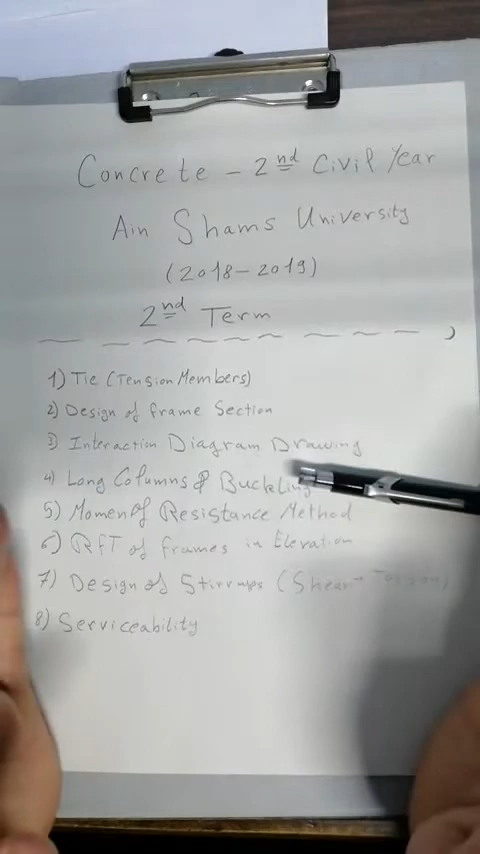 Concrete - 2nd Civil Year
Ain Shams University
(2018-2019)
2nd Term
1) Tie (Tension Members)
2) Design of frame Section
3) Interaction Diagram Drawing
4) Long Columns & Buckling
5) Moment of Resistance Method
6) RFT of frames in Elevation
7) Design of Stirrups (Shear - Torsion)
8) Serviceability